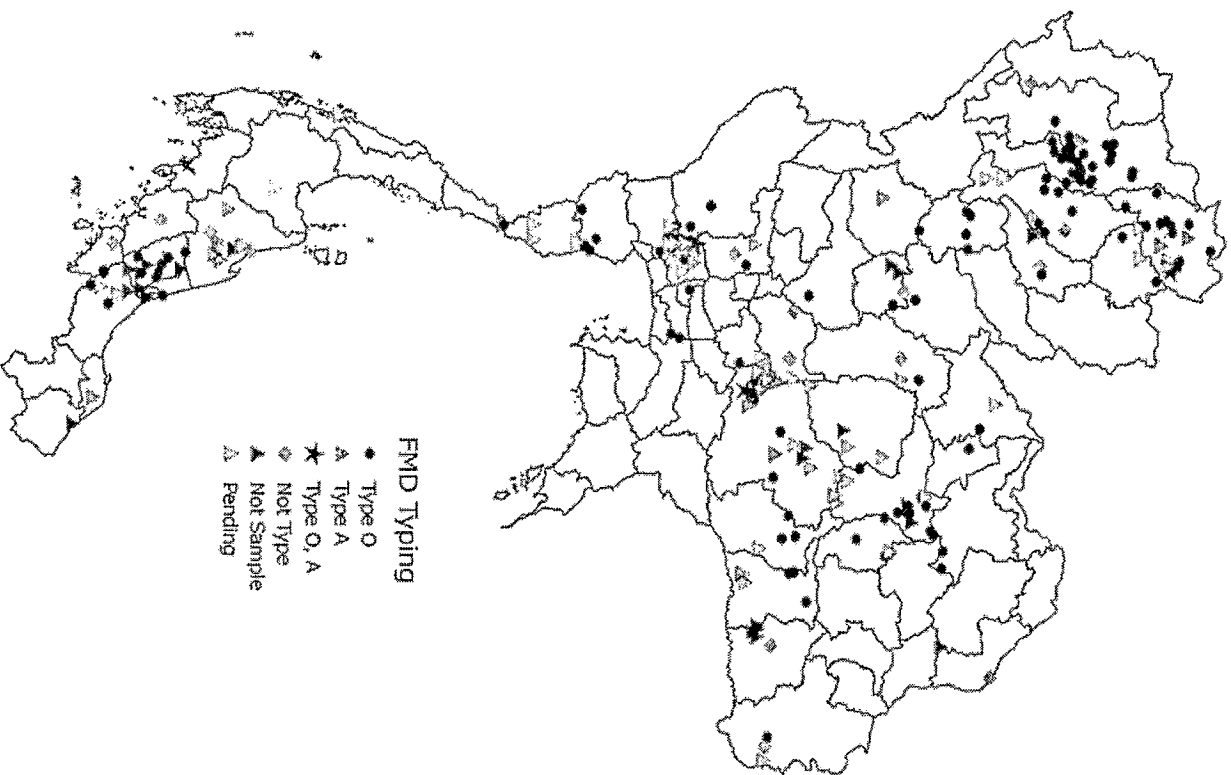 FMD Typing
Type O
Type A
Type O, A
Not Type
Not Sample
Pending